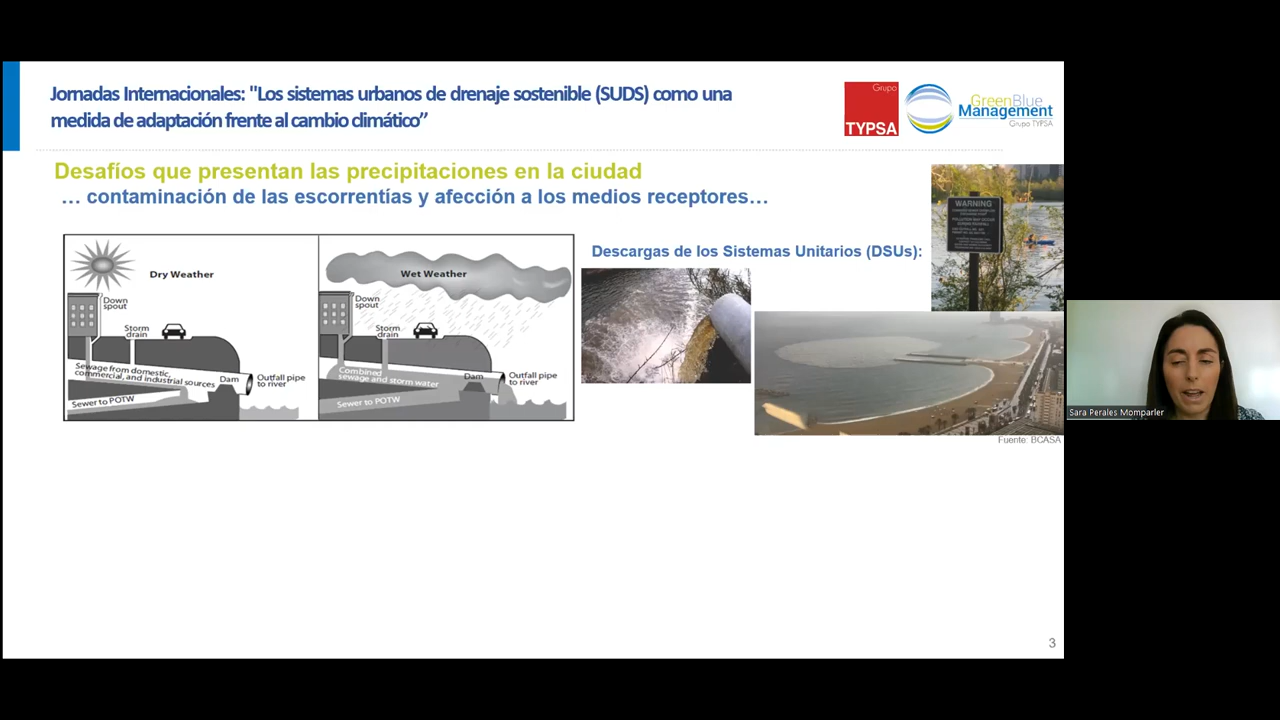 Jornadas Internacionales: "Los sistemas urbanos de drenaje sostenible (SUDS) como una
medida de adaptación frente al cambio climático”
Grupo
TYPSA
GreenBlue
Management
Grupo TYPSA
Desafíos que presentan las precipitaciones en la ciudad
… contaminación de las escorrentías y afección a los medios receptores…
Dry Weather
Down
spout
Storm
drain
Sewage from domestic,
commercial, and industrial sources
Dam
Outfall pipe
to river
Sewer to POTW
Wet Weather
Down
spout
Storm
drain
Combined
sewage and storm water
Dam
Outfall pipe
to river
Sewer to POTW
Descargas de los Sistemas Unitarios (DSUs):
WARNING
Fuente: BCASA
Sara Perales Momparler
3